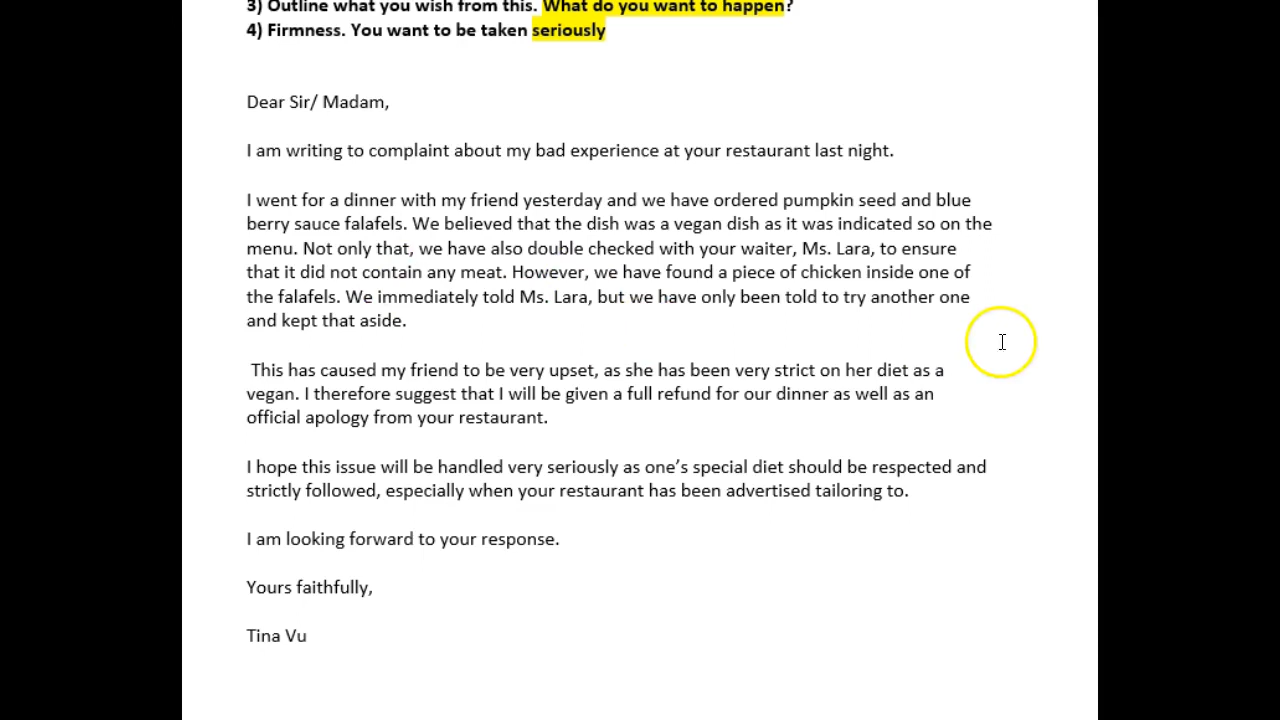 3) Outline what you wish from this. What do you want to happen?
4) Firmness. You want to be taken seriously
Dear Sir/ Madam,
I am writing to complaint about my bad experience at your restaurant last night.
I went for a dinner with my friend yesterday and we have ordered pumpkin seed and blue
berry sauce falafels. We believed that the dish was a vegan dish as it was indicated so on the
menu. Not only that, we have also double checked with your waiter, Ms. Lara, to ensure
that it did not contain any meat. However, we have found a piece of chicken inside one of
the falafels. We immediately told Ms. Lara, but we have only been told to try another one
and kept that aside.
This has caused my friend to be very upset, as she has been very strict on her diet as a
vegan. I therefore suggest that I will be given a full refund for our dinner as well as an
official apology from your restaurant.
I hope this issue will be handled very seriously as one’s special diet should be respected and
strictly followed, especially when your restaurant has been advertised tailoring to.
I am looking forward to your response.
Yours faithfully,
Tina Vu